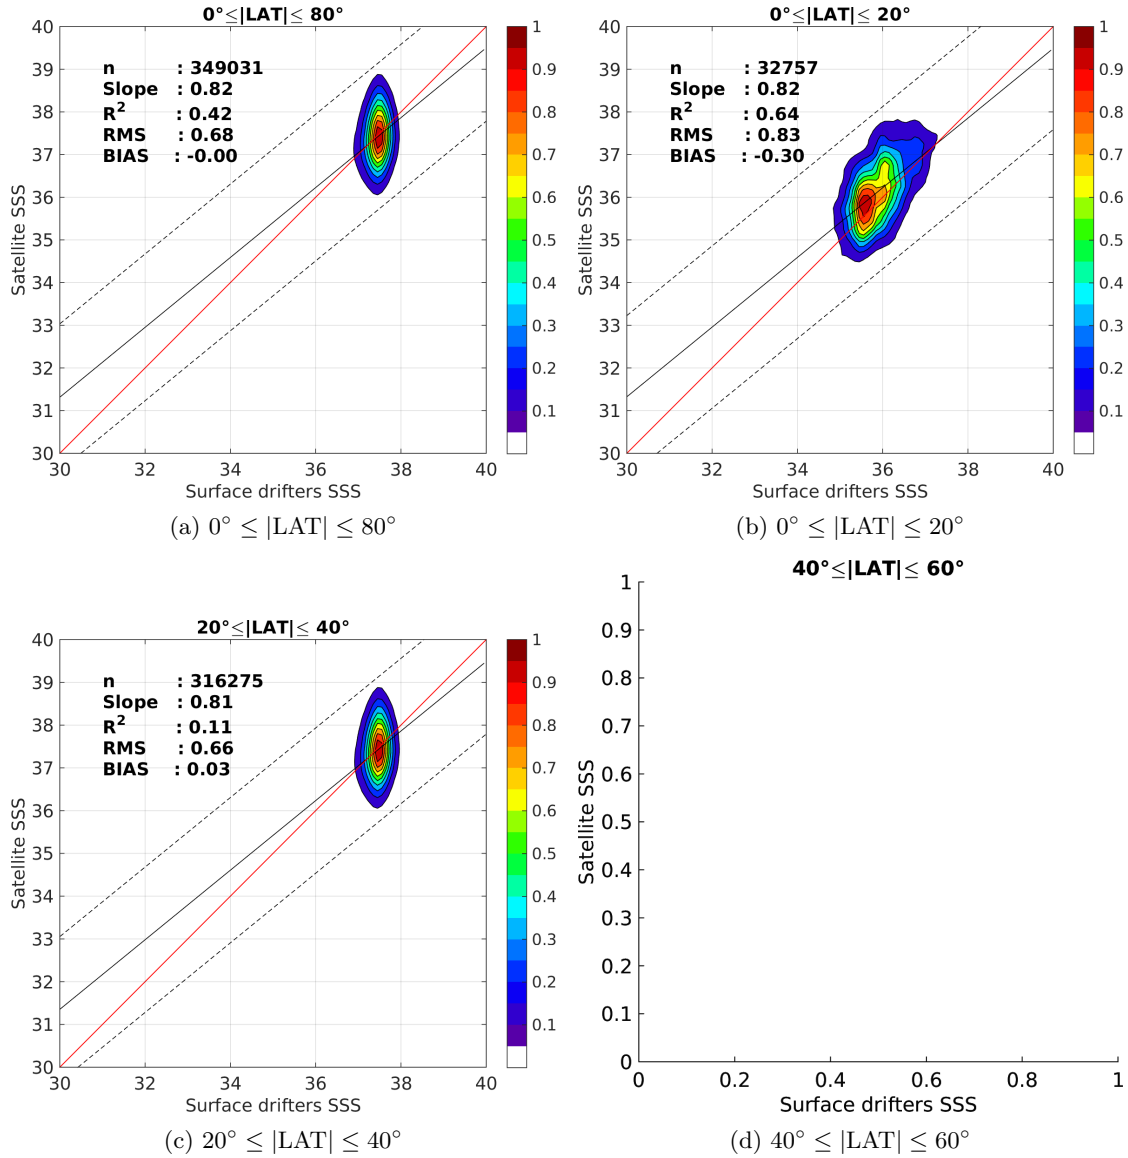 0°≤|LAT|≤ 80°
40
39
38
37
36
35
34
33
32
31
30
Satellite SSS
n : 349031
Slope : 0.82
R2 : 0.42
RMS : 0.68
BIAS : -0.00
30 32 34 36 38 40
Surface drifters SSS
1
0.9
0.8
0.7
0.6
0.5
0.4
0.3
0.2
0.1
(a) 0° ≤ |LAT| ≤ 80°
0°≤|LAT|≤ 20°
40
39
38
37
36
35
34
33
32
31
30
Satellite SSS
n : 32757
Slope : 0.82
R2 : 0.64
RMS : 0.83
BIAS : -0.30
30 32 34 36 38 40
Surface drifters SSS
1
0.9
0.8
0.7
0.6
0.5
0.4
0.3
0.2
0.1
(b) 0° ≤ |LAT| ≤ 20°
20°≤|LAT|≤ 40°
40
39
38
37
36
35
34
33
32
31
30
Satellite SSS
n : 316275
Slope : 0.81
R2 : 0.11
RMS : 0.66
BIAS : 0.03
30 32 34 36 38 40
Surface drifters SSS
1
0.9
0.8
0.7
0.6
0.5
0.4
0.3
0.2
0.1
(c) 20° ≤ |LAT| ≤ 40°
40°≤|LAT|≤ 60°
1
0.9
0.8
0.7
0.6
0.5
0.4
0.3
0.2
0.1
0
Satellite SSS
0 0.2 0.4 0.6 0.8 1
Surface drifters SSS
(d) 40° ≤ |LAT| ≤ 60°